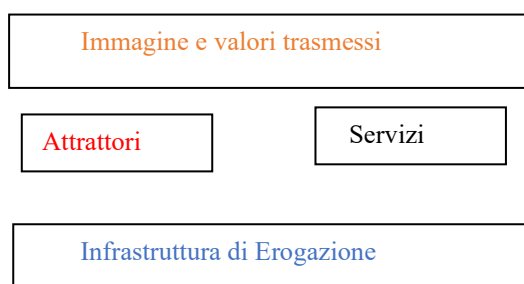 Immagine e valori trasmessi
Attrattori
Servizi
Infrastruttura di Erogazione